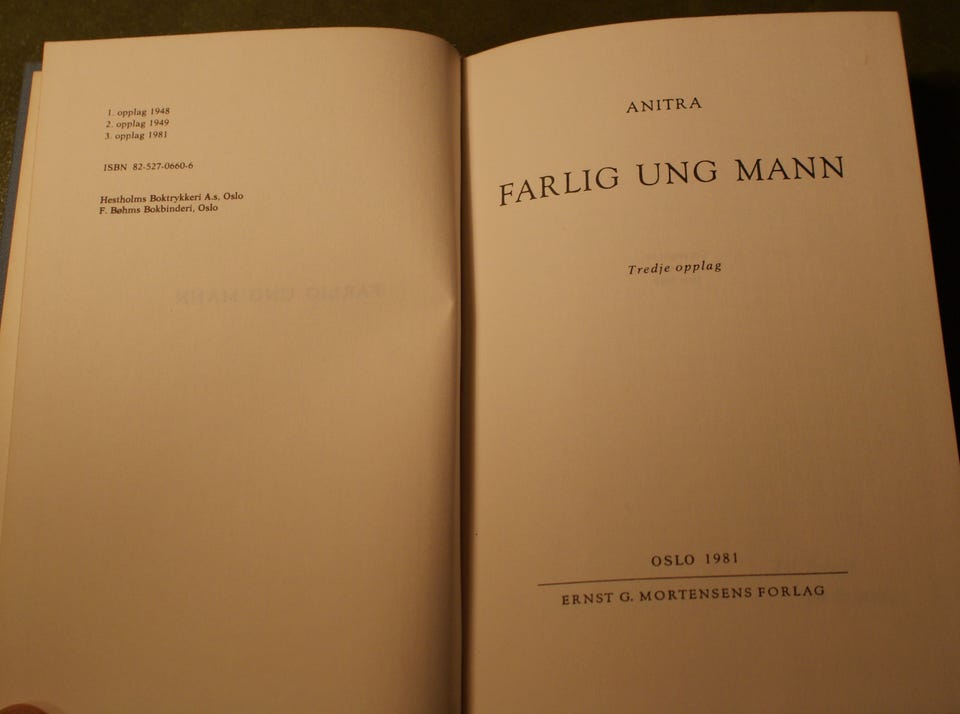 1. opplag 1948
2. opplag 1949
3. opplag 1981
ISBN 82-527-0660-6
Hestholms Boktrykkeri A.s, Oslo
F. Bøhms Bokbinderi, Oslo
ANITRA
FARLIG UNG MANN
Tredje opplag
OSLO 1981
ERNST G. MORTENSENS FORLAG